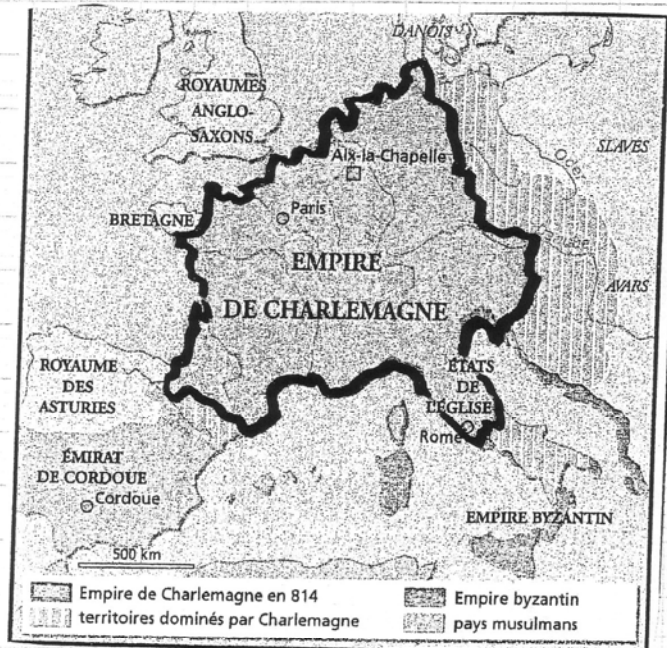 DANOIS
ROYAUMES
ANGLO-
SAXONS
SLAVES
Oder
Aix-la-Chapelle
Paris
BRETAGNE
EMPIRE
DE CHARLEMAGNE
AVARS
ROYAUME
DES
ASTURIES
ÉTATS
DE
L'ÉGLISE
Rome
ÉMIRAT
DE CORDOUE
Cordoue
EMPIRE BYZANTIN
500 km
Empire de Charlemagne en 814
territoires dominés par Charlemagne
Empire byzantin
pays musulmans